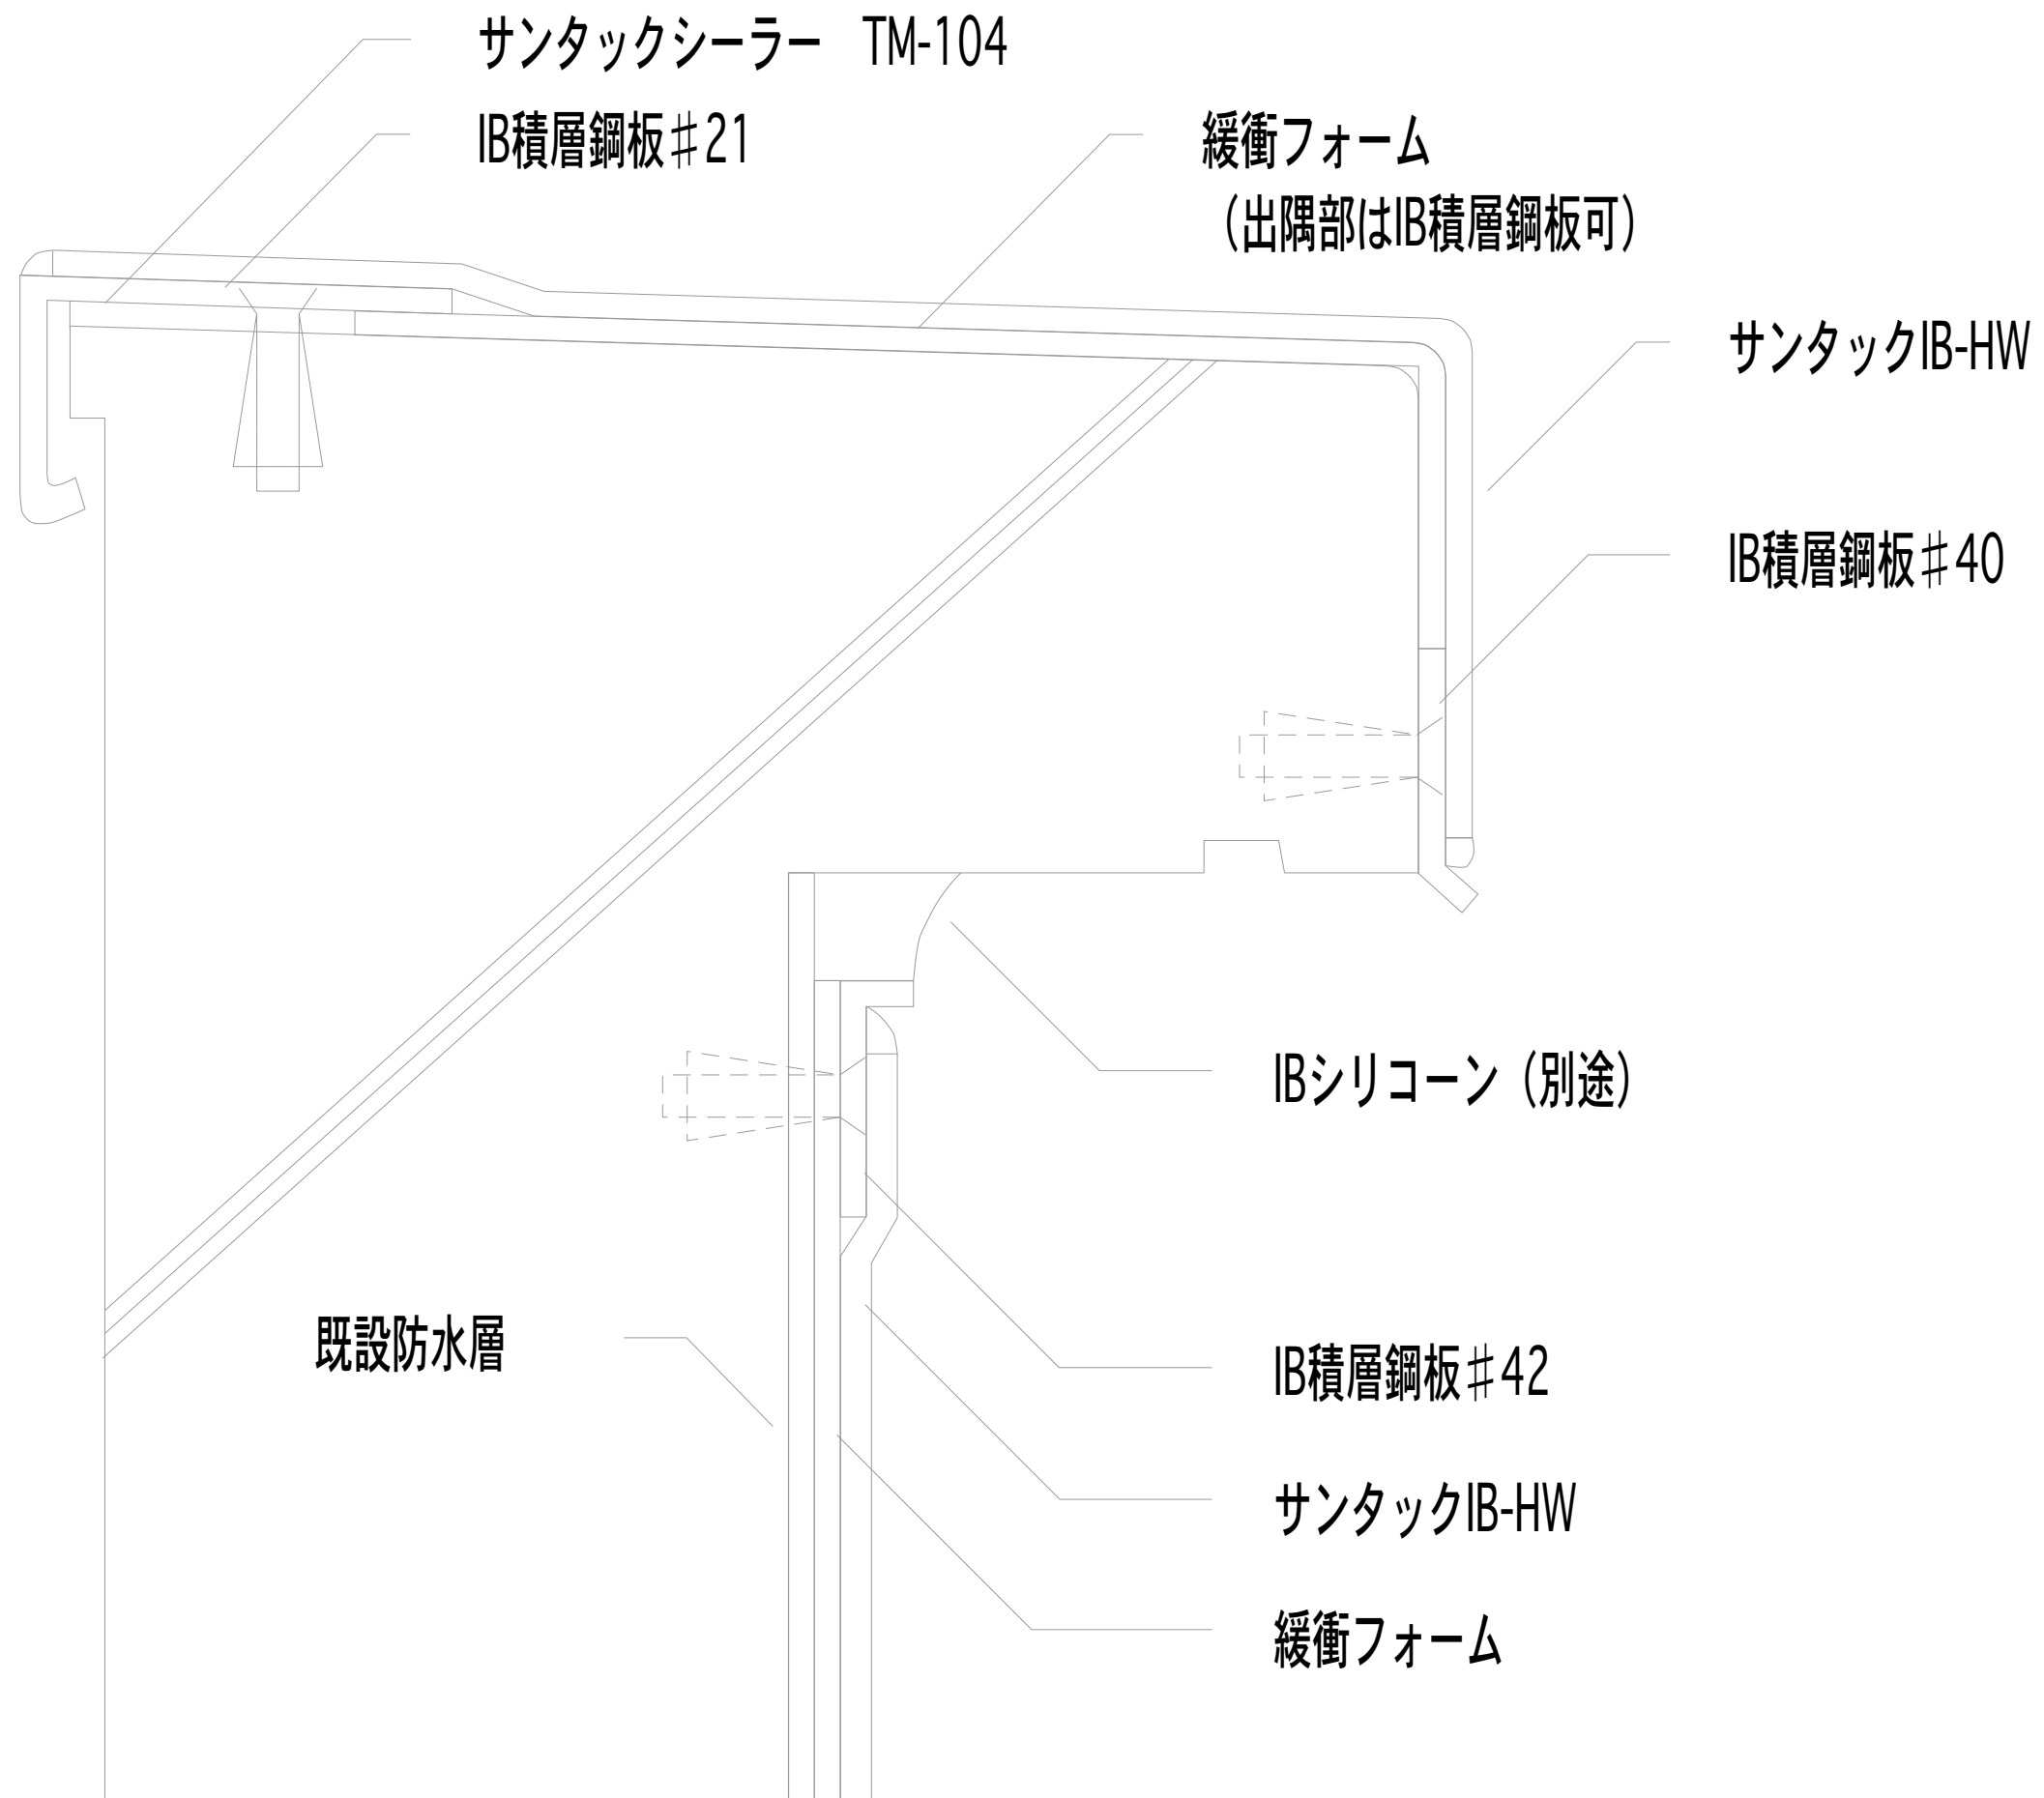 サンタックシーラー　TM-104
IB積層鋼板♯21
緩衝フォーム
（出隅部はIB積層鋼板可）
サンタックIB-HW
IB積層鋼板♯40
IBシリコーン（別途）
既設防水層
IB積層鋼板♯42
サンタックIB-HW
緩衝フォーム